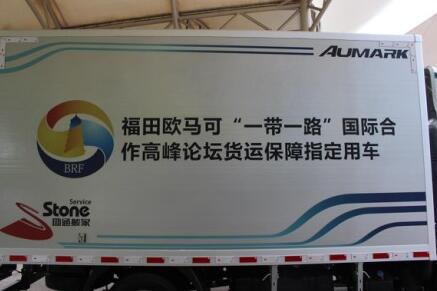 AUMARK
福田欧马可“一带一路”国际合
作高峰论坛货运保障指定用车
BRF
Service
Stone
四通搬家